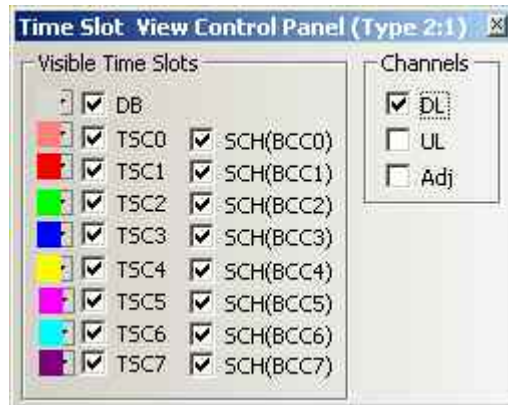 Time Slot View Control Panel (Type 2:1)
Visible Time Slots
DB
TSC0 SCH(BCC0)
TSC1 SCH(BCC1)
TSC2 SCH(BCC2)
TSC3 SCH(BCC3)
TSC4 SCH(BCC4)
TSC5 SCH(BCC5)
TSC6 SCH(BCC6)
TSC7 SCH(BCC7)
Channels
DL
UL
Adj